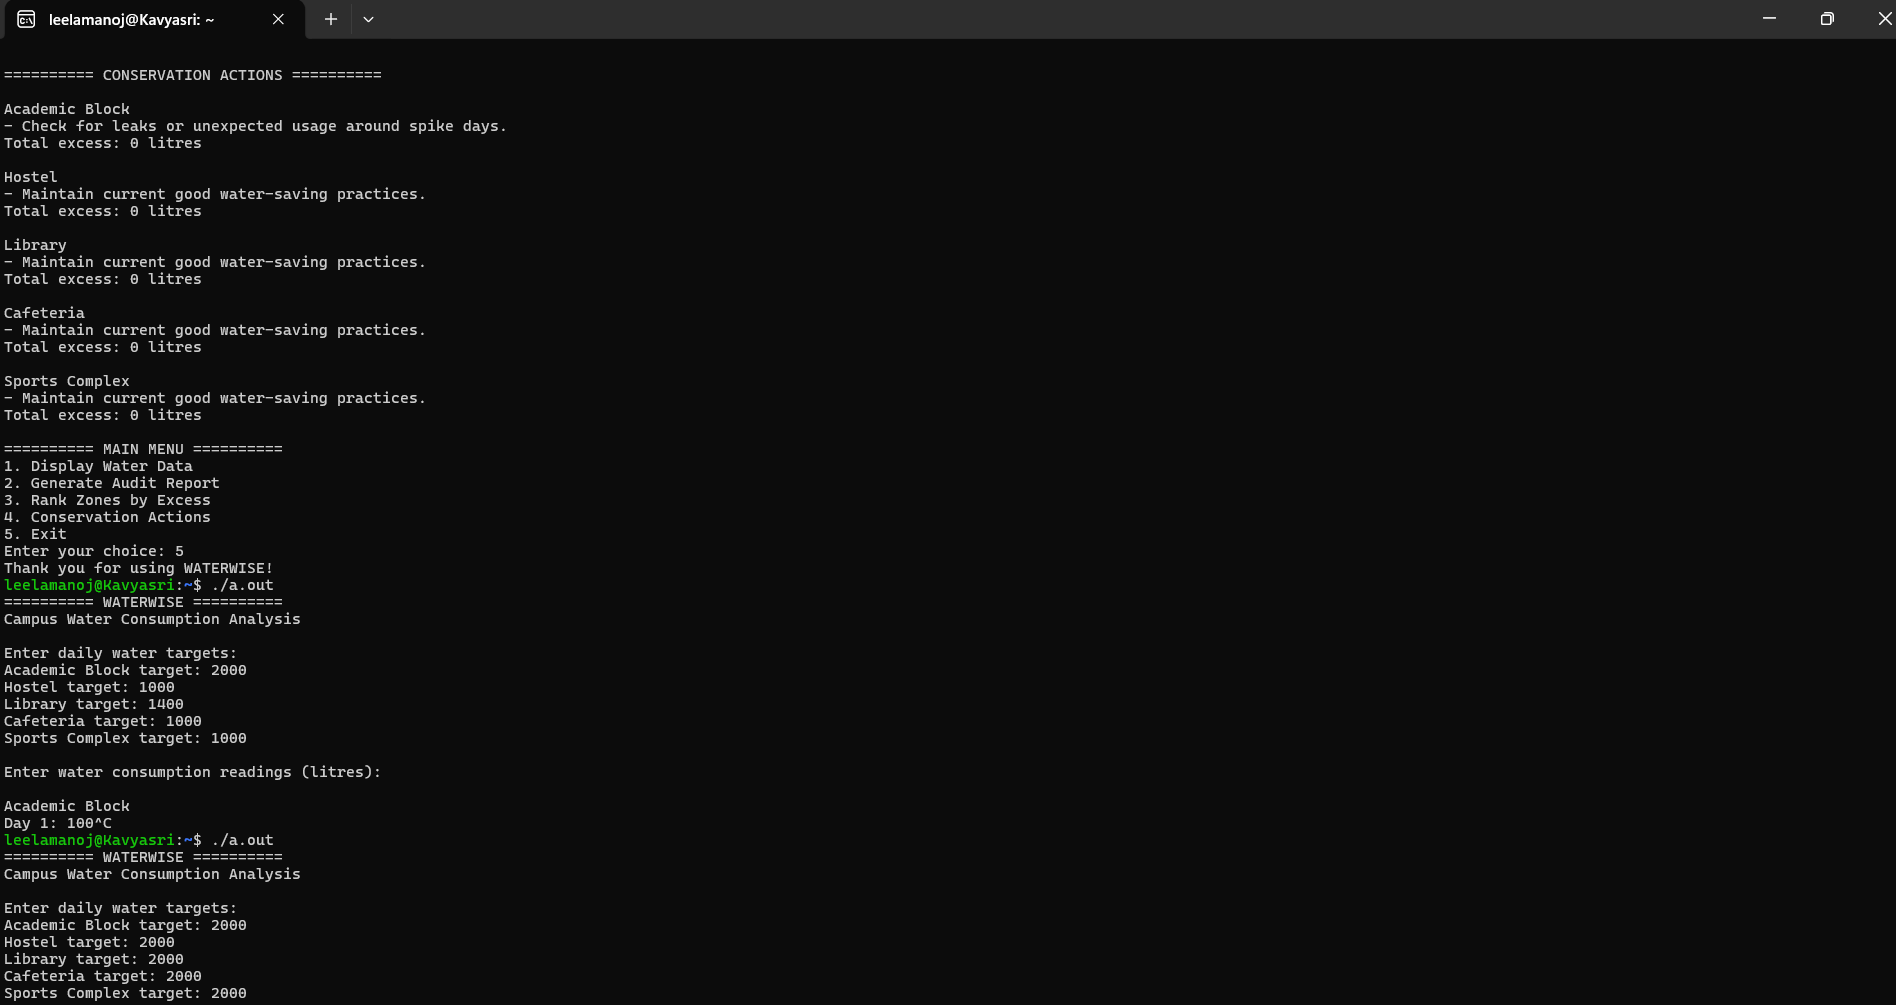 leelamanoj@Kavyasri: ~
========== CONSERVATION ACTIONS ==========
Academic Block
- Check for leaks or unexpected usage around spike days.
Total excess: 0 litres
Hostel
- Maintain current good water-saving practices.
Total excess: 0 litres
Library
- Maintain current good water-saving practices.
Total excess: 0 litres
Cafeteria
- Maintain current good water-saving practices.
Total excess: 0 litres
Sports Complex
- Maintain current good water-saving practices.
Total excess: 0 litres
========== MAIN MENU ==========
1. Display Water Data
2. Generate Audit Report
3. Rank Zones by Excess
4. Conservation Actions
5. Exit
Enter your choice: 5
Thank you for using WATERWISE!
leelamanoj@Kavyasri:~$ ./a.out
========== WATERWISE ==========
Campus Water Consumption Analysis
Enter daily water targets:
Academic Block target: 2000
Hostel target: 1000
Library target: 1400
Cafeteria target: 1000
Sports Complex target: 1000
Enter water consumption readings (litres):
Academic Block
Day 1: 100^C
leelamanoj@Kavyasri:~$ ./a.out
========== WATERWISE ==========
Campus Water Consumption Analysis
Enter daily water targets:
Academic Block target: 2000
Hostel target: 2000
Library target: 2000
Cafeteria target: 2000
Sports Complex target: 2000